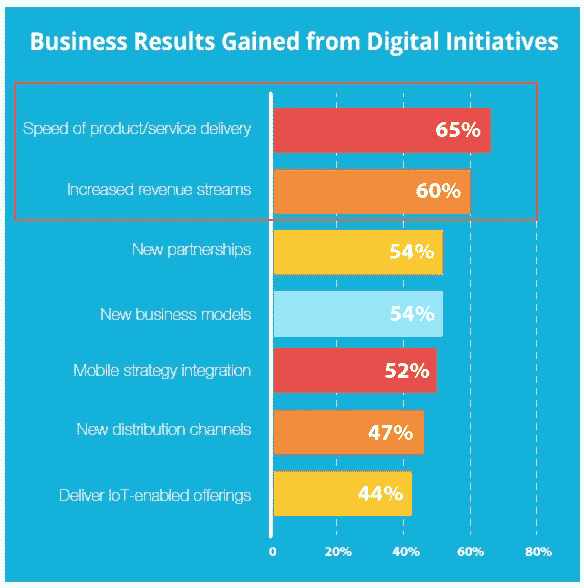 Business Results Gained from Digital Initiatives
Speed of product/service delivery 65%
Increased revenue streams 60%
New partnerships 54%
New business models 54%
Mobile strategy integration 52%
New distribution channels 47%
Deliver IoT-enabled offerings 44%
0 20% 40% 60% 80%